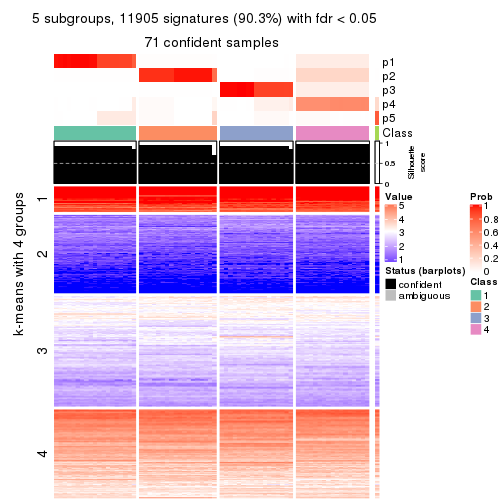 5 subgroups, 11905 signatures (90.3%) with fdr < 0.05
71 confident samples
p1
p2
p3
p4
p5
Class
1
0.5
0
Silhouette
score
k-means with 4 groups
1
2
3
4
Value
5
4
3
2
1
Status (barplots)
confident
ambiguous
Prob
1
0.8
0.6
0.4
0.2
0
Class
1
2
3
4